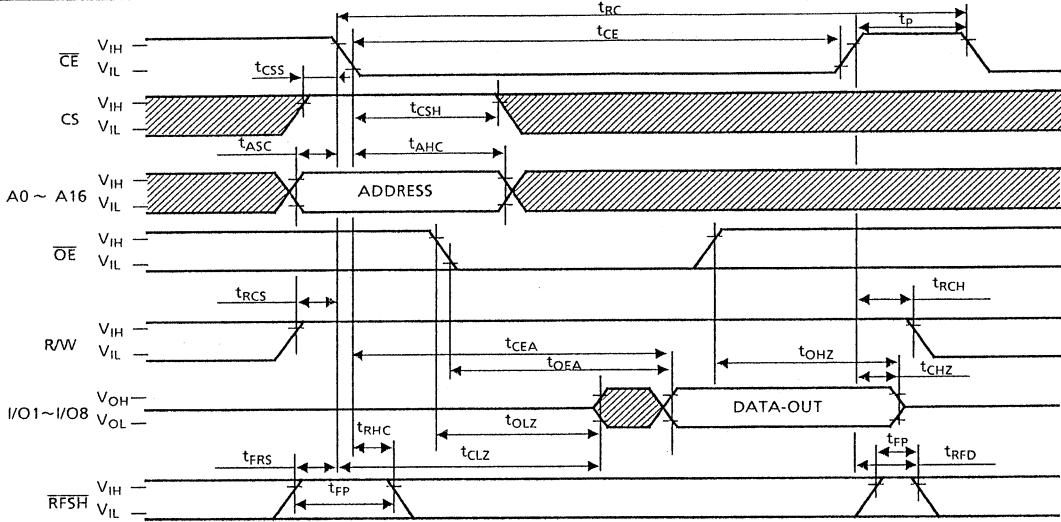 tRC
tCE
tP
CE
VIH
VIL
tCSS
CS
VIH
VIL
tCSH
tASC
tAHC
A0 ~ A16
VIH
VIL
ADDRESS
OE
VIH
VIL
tRCS
tRCH
R/W
VIH
VIL
tCEA
tOEA
tOHZ
tCHZ
I/O1~I/O8
VOH
VOL
DATA-OUT
tOLZ
tRHC
tFRS
tCLZ
tFP
tRFD
RFSH
VIH
VIL
tFP